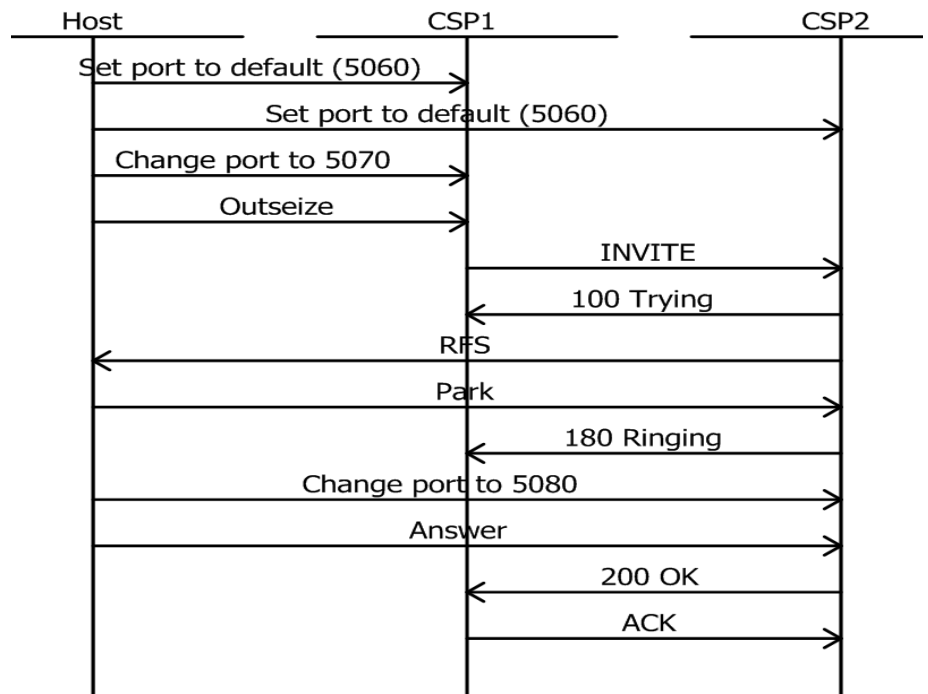 Host CSP1 CSP2
Set port to default (5060)
Set port to default (5060)
Change port to 5070
Outseize
INVITE
100 Trying
RFS
Park
180 Ringing
Change port to 5080
Answer
200 OK
ACK